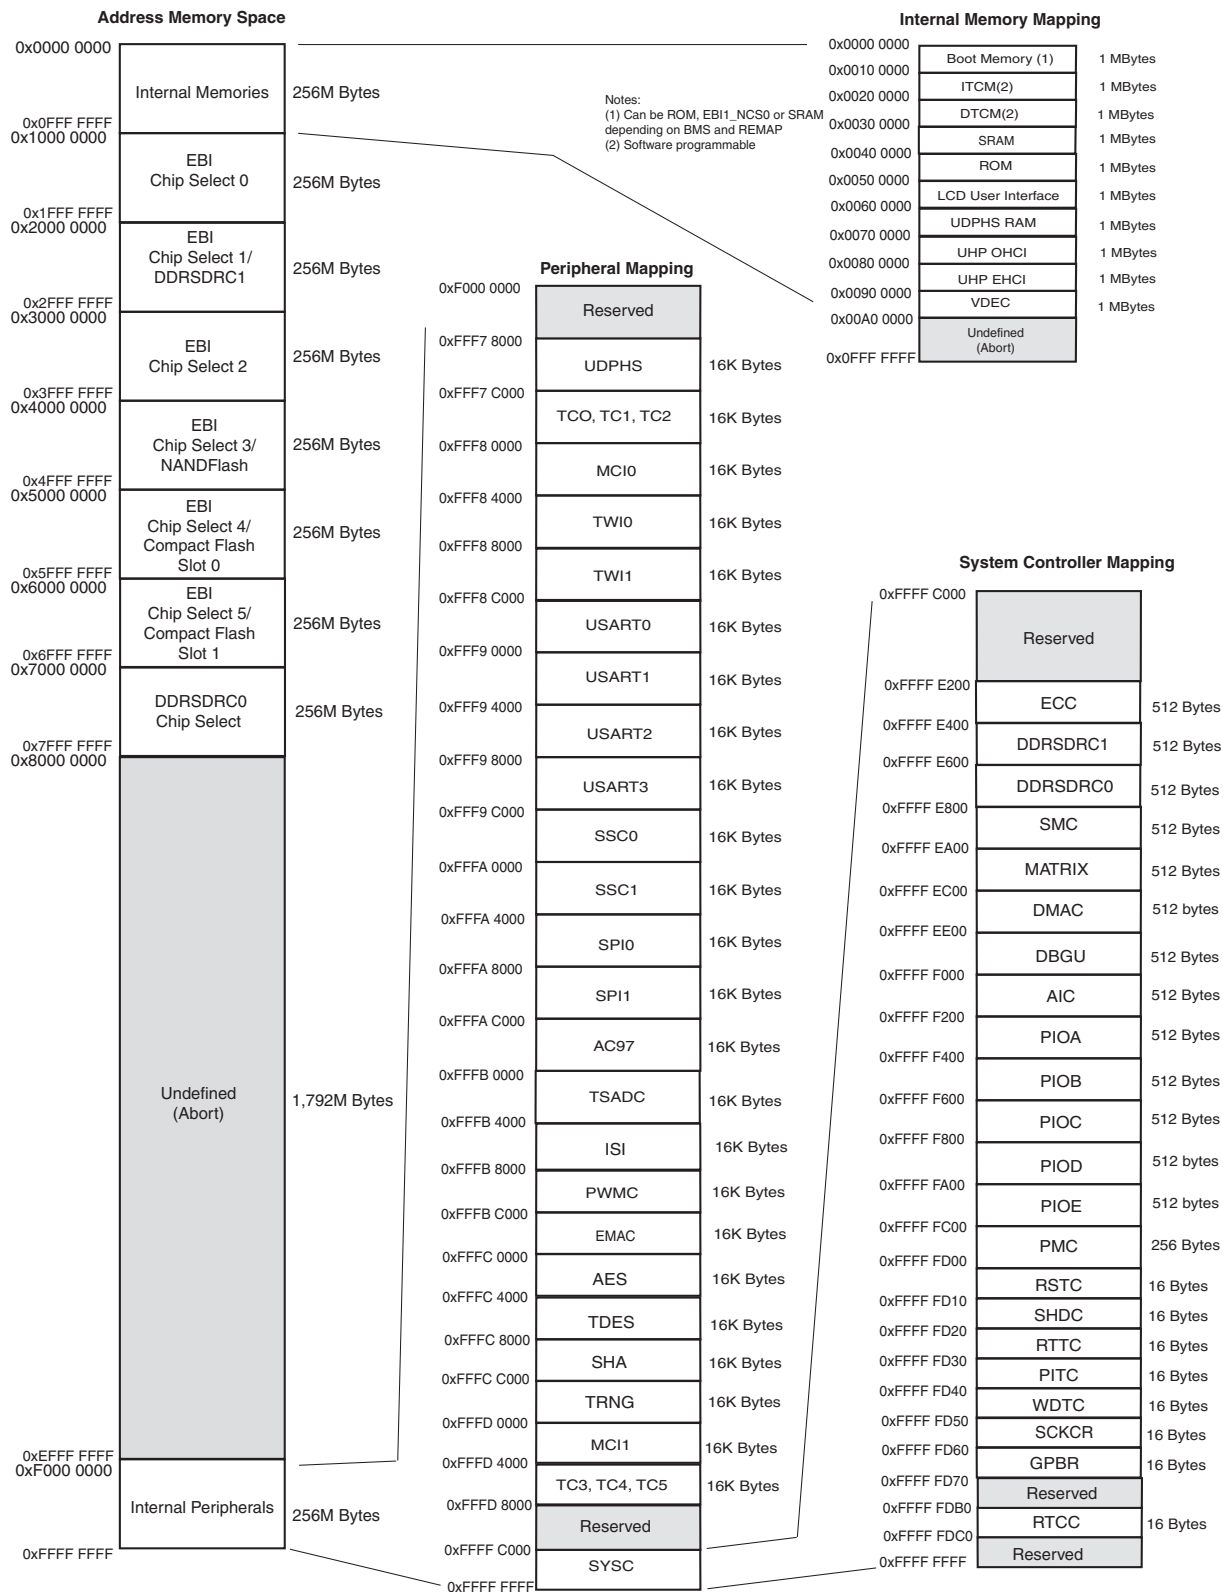 Address Memory Space
0x0000 0000
Internal Memories
256M Bytes
0x0FFF FFFF
0x1000 0000
EBI
Chip Select 0
256M Bytes
0x1FFF FFFF
0x2000 0000
EBI
Chip Select 1/
DDRSDRC1
256M Bytes
0x2FFF FFFF
0x3000 0000
EBI
Chip Select 2
256M Bytes
0x3FFF FFFF
0x4000 0000
EBI
Chip Select 3/
NANDFlash
256M Bytes
0x4FFF FFFF
0x5000 0000
EBI
Chip Select 4/
Compact Flash
Slot 0
256M Bytes
0x5FFF FFFF
0x6000 0000
EBI
Chip Select 5/
Compact Flash
Slot 1
256M Bytes
0x6FFF FFFF
0x7000 0000
DDRSDRC0
Chip Select
256M Bytes
0x7FFF FFFF
0x8000 0000
Undefined
(Abort)
1,792M Bytes
0xEFFF FFFF
0xF000 0000
Internal Peripherals
256M Bytes
0xFFFF FFFF
Peripheral Mapping
0xF000 0000
Reserved
0xFFF7 8000
UDPHS
16K Bytes
0xFFF7 C000
TCO, TC1, TC2
16K Bytes
0xFFF8 0000
MCI0
16K Bytes
0xFFF8 4000
TWI0
16K Bytes
0xFFF8 8000
TWI1
16K Bytes
0xFFF8 C000
USART0
16K Bytes
0xFFF9 0000
USART1
16K Bytes
0xFFF9 4000
USART2
16K Bytes
0xFFF9 8000
USART3
16K Bytes
0xFFF9 C000
SSC0
16K Bytes
0xFFFA 0000
SSC1
16K Bytes
0xFFFA 4000
SPI0
16K Bytes
0xFFFA 8000
SPI1
16K Bytes
0xFFFA C000
AC97
16K Bytes
0xFFFB 0000
TSADC
16K Bytes
0xFFFB 4000
ISI
16K Bytes
0xFFFB 8000
PWMC
16K Bytes
0xFFFB C000
EMAC
16K Bytes
0xFFFC 0000
AES
16K Bytes
0xFFFC 4000
TDES
16K Bytes
0xFFFC 8000
SHA
16K Bytes
0xFFFC C000
TRNG
16K Bytes
0xFFFD 0000
MCI1
16K Bytes
0xFFFD 4000
TC3, TC4, TC5
16K Bytes
0xFFFD 8000
Reserved
0xFFFF C000
SYSC
0xFFFF FFFF
Notes:
(1) Can be ROM, EBI1_NCS0 or SRAM
depending on BMS and REMAP
(2) Software programmable
Internal Memory Mapping
0x0000 0000
Boot Memory (1)
1 MBytes
0x0010 0000
ITCM(2)
1 MBytes
0x0020 0000
DTCM(2)
1 MBytes
0x0030 0000
SRAM
1 MBytes
0x0040 0000
ROM
1 MBytes
0x0050 0000
LCD User Interface
1 MBytes
0x0060 0000
UDPHS RAM
1 MBytes
0x0070 0000
UHP OHCI
1 MBytes
0x0080 0000
UHP EHCI
1 MBytes
0x0090 0000
VDEC
1 MBytes
0x00A0 0000
Undefined
(Abort)
0x0FFF FFFF
System Controller Mapping
0xFFFF C000
Reserved
0xFFFF E200
ECC
512 Bytes
0xFFFF E400
DDRSDRC1
512 Bytes
0xFFFF E600
DDRSDRC0
512 Bytes
0xFFFF E800
SMC
512 Bytes
0xFFFF EA00
MATRIX
512 Bytes
0xFFFF EC00
DMAC
512 bytes
0xFFFF EE00
DBGU
512 Bytes
0xFFFF F000
AIC
512 Bytes
0xFFFF F200
PIOA
512 Bytes
0xFFFF F400
PIOB
512 Bytes
0xFFFF F600
PIOC
512 Bytes
0xFFFF F800
PIOD
512 bytes
0xFFFF FA00
PIOE
512 bytes
0xFFFF FC00
PMC
256 Bytes
0xFFFF FD00
RSTC
16 Bytes
0xFFFF FD10
SHDC
16 Bytes
0xFFFF FD20
RTTC
16 Bytes
0xFFFF FD30
PITC
16 Bytes
0xFFFF FD40
WDTC
16 Bytes
0xFFFF FD50
SCKCR
16 Bytes
0xFFFF FD60
GPBR
16 Bytes
0xFFFF FD70
Reserved
0xFFFF FDB0
RTCC
16 Bytes
0xFFFF FDC0
Reserved
0xFFFF FFFF